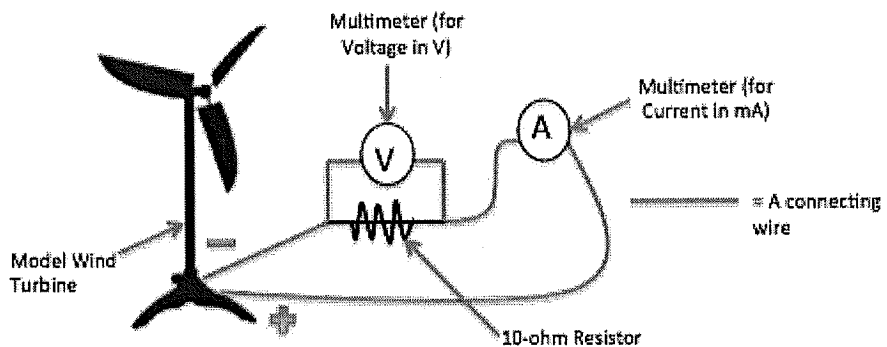 Multimeter (for
Voltage in V)
Multimeter (for
Current in mA)
V
A
= A connecting
wire
Model Wind
Turbine
−
+
10-ohm Resistor